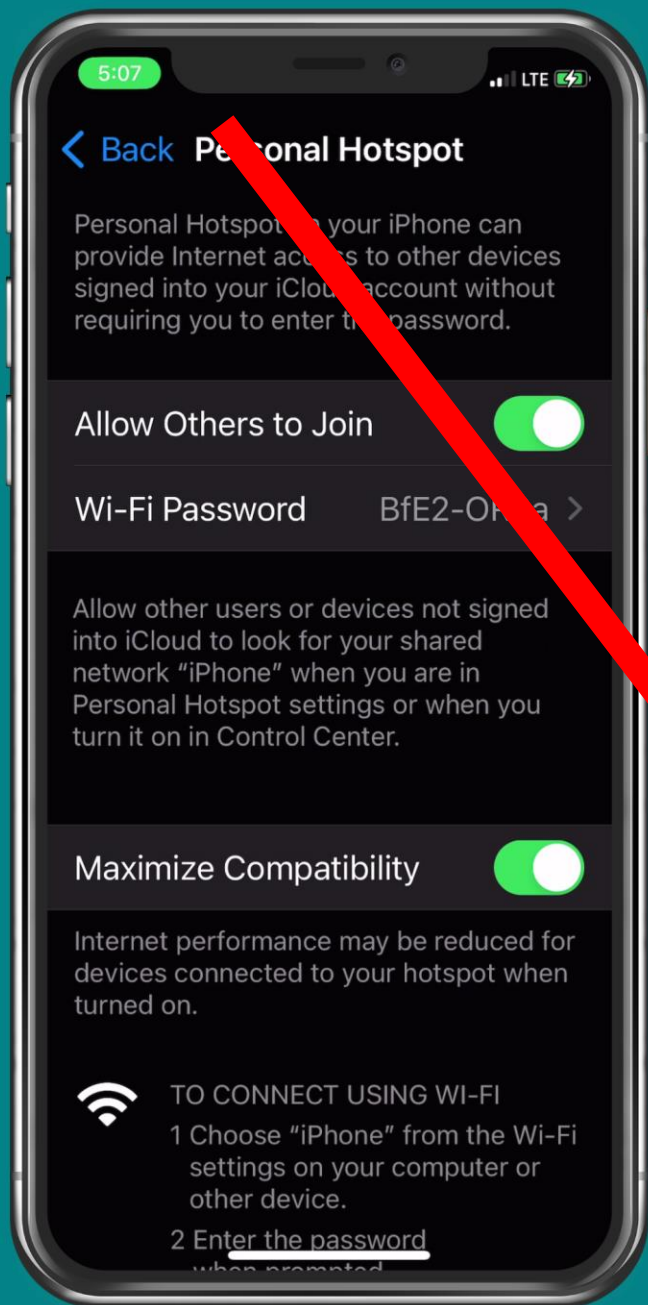 5:07
LTE
Back Personal Hotspot
Personal Hotspot on your iPhone can
provide Internet access to other devices
signed into your iCloud account without
requiring you to enter the password.
Allow Others to Join
Wi-Fi Password
Allow other users or devices not signed
into iCloud to look for your shared
network “iPhone” when you are in
Personal Hotspot settings or when you
turn it on in Control Center.
Maximize Compatibility
Internet performance may be reduced for
devices connected to your hotspot when
turned on.
TO CONNECT USING WI-FI
1 Choose “iPhone” from the Wi-Fi
settings on your computer or
other device.
2 Enter the password
when prompted